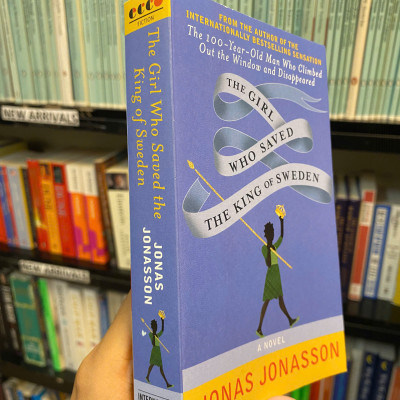 ecco
FICTION
The Girl Who Saved the
King of Sweden
JONAS
JONASSON
FROM THE AUTHOR OF THE
INTERNATIONALLY BESTSELLING SENSATION
The 100-Year-Old Man Who Climbed
Out the Window and Disappeared
THE GIRL
WHO SAVED
THE KING OF SWEDEN
A NOVEL
JONAS JONASSON
NEW ARRIVALS
NEW ARRIVALS